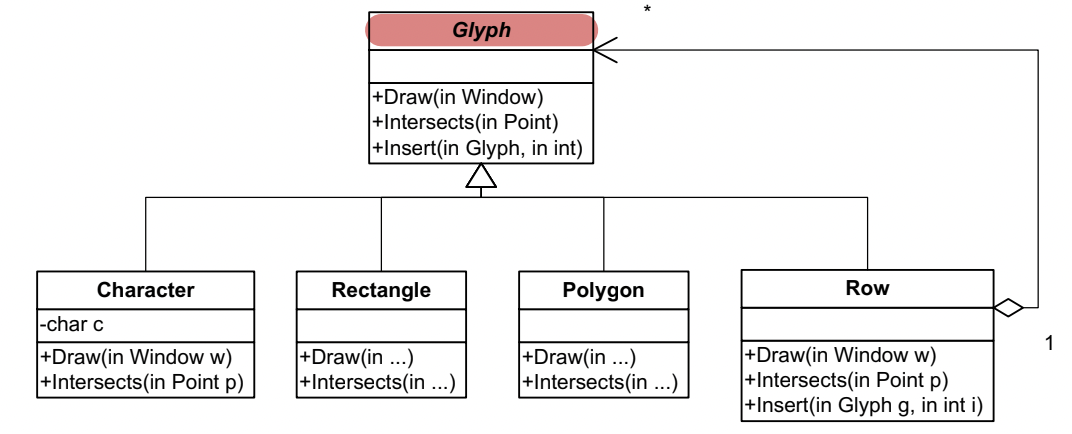 *
Glyph
+Draw(in Window)
+Intersects(in Point)
+Insert(in Glyph, in int)
Character
-char c
+Draw(in Window w)
+Intersects(in Point p)
Rectangle
+Draw(in ...)
+Intersects(in ...)
Polygon
+Draw(in ...)
+Intersects(in ...)
Row
+Draw(in Window w)
+Intersects(in Point p)
+Insert(in Glyph g, in int i)
1